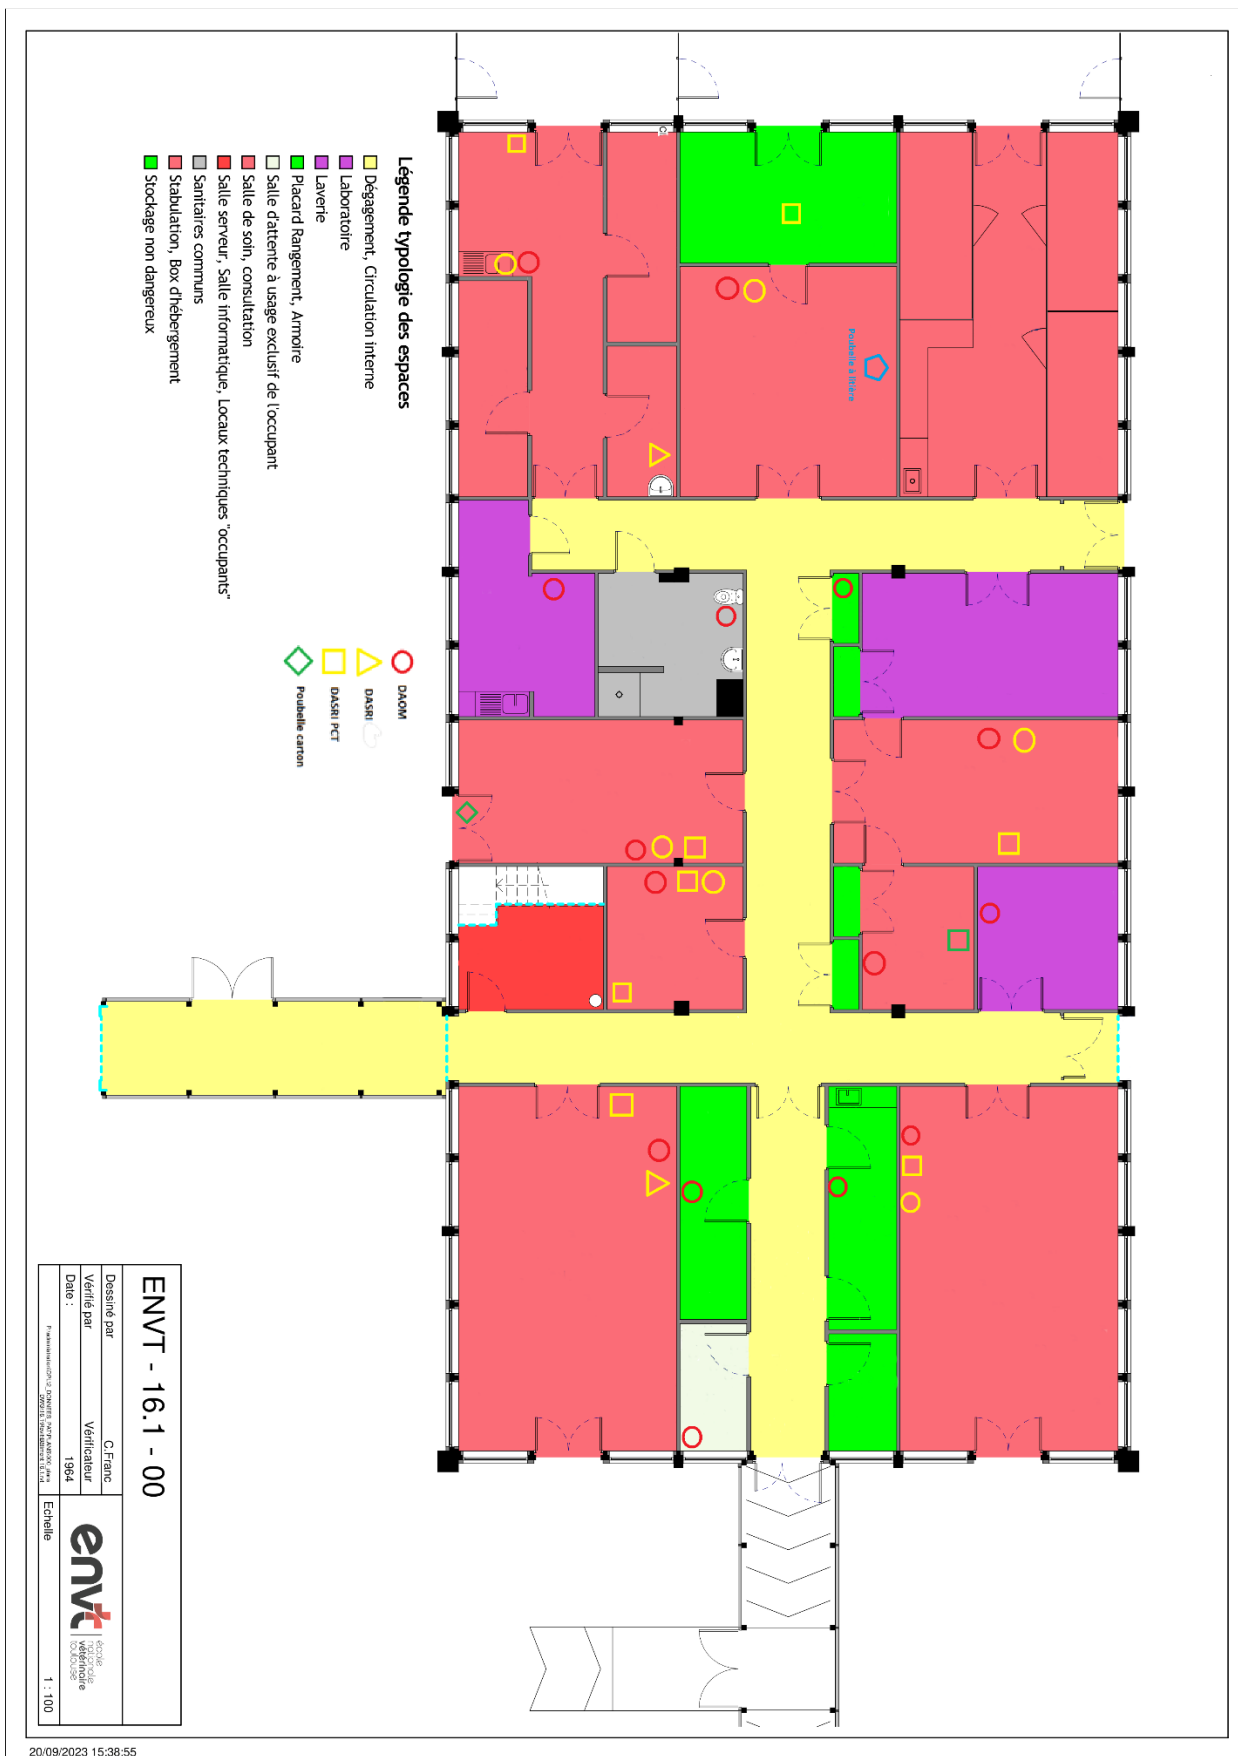 Légende typologie des espaces
Dégagement, Circulation interne
Laboratoire
Laverie
Placard Rangement, Armoire
Salle d'attente à usage exclusif de l'occupant
Salle de soin, consultation
Salle serveur, Salle informatique, Locaux techniques "occupants"
Sanitaires communs
Stabulation, Box d'hébergement
Stockage non dangereux
Poubelle à litière
DAOM
DASRI
DASRI PCT
Poubelle carton
ENVT - 16.1 - 00
Dessiné par C.Franc
Vérifié par Vérificateur
Date : 1964
envt
école
nationale
vétérinaire
toulouse
Echelle 1 : 100
20/09/2023 15:38:55